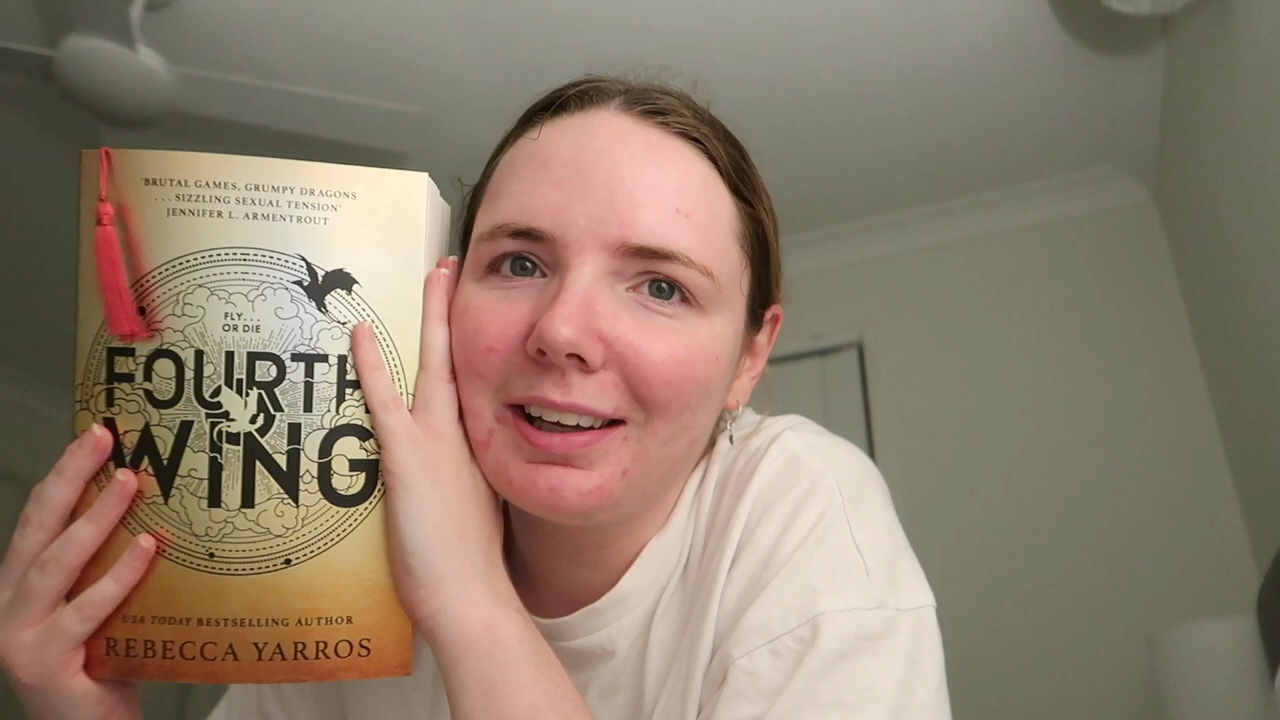 'BRUTAL GAMES, GRUMPY DRAGONS
... SIZZLING SEXUAL TENSION'
JENNIFER L. ARMENTROUT
FLY...
OR DIE
FOURTH
WING
USA TODAY BESTSELLING AUTHOR
REBECCA YARROS